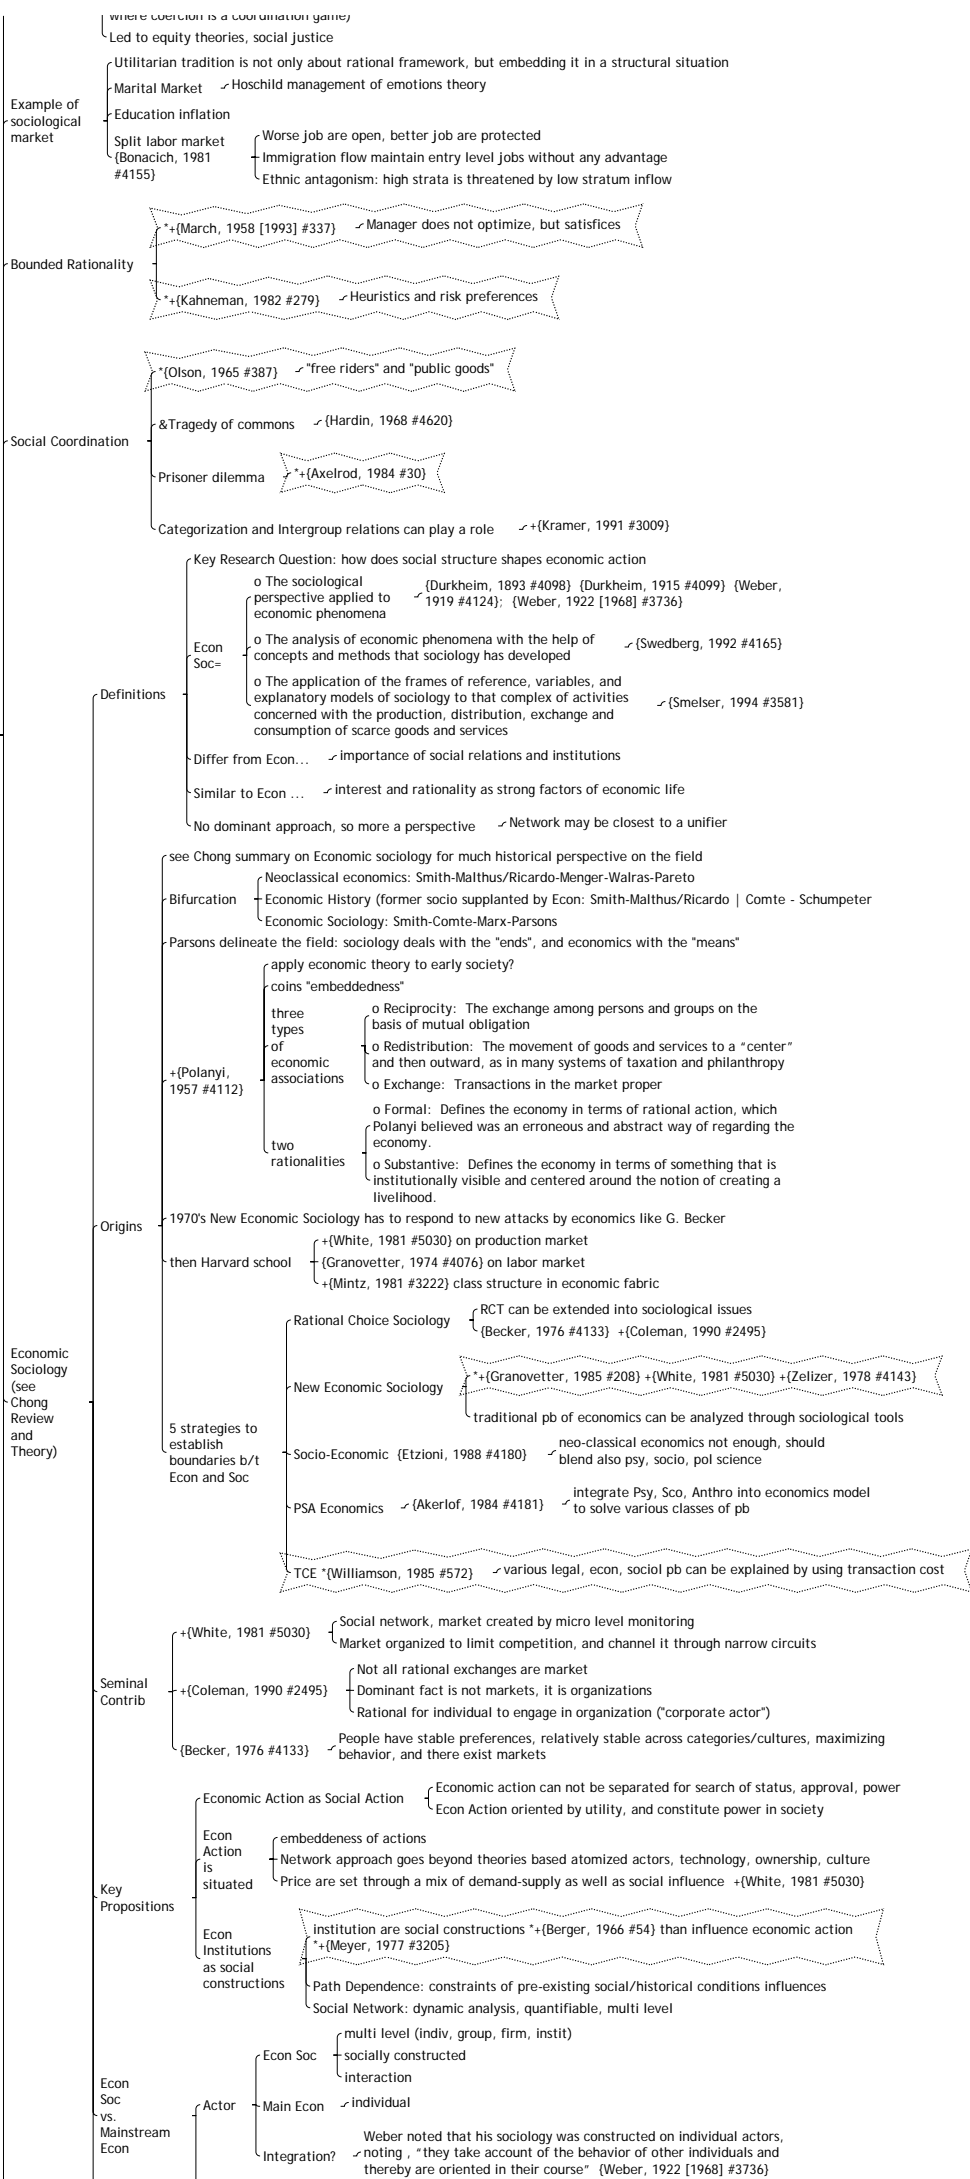 where coercion is a coordination game)
Led to equity theories, social justice
Example of
sociological
market
Utilitarian tradition is not only about rational framework, but embedding it in a structural situation
Marital Market
Hoschild management of emotions theory
Education inflation
Split labor market
{Bonacich, 1981
#4155}
Worse job are open, better job are protected
Immigration flow maintain entry level jobs without any advantage
Ethnic antagonism: high strata is threatened by low stratum inflow
Bounded Rationality
*+{March, 1958 [1993] #337}
Manager does not optimize, but satisfices
*+{Kahneman, 1982 #279}
Heuristics and risk preferences
Social Coordination
*{Olson, 1965 #387}
"free riders" and "public goods"
&Tragedy of commons
{Hardin, 1968 #4620}
Prisoner dilemma
*+{Axelrod, 1984 #30}
Categorization and Intergroup relations can play a role
+{Kramer, 1991 #3009}
Economic
Sociology
(see
Chong
Review
and
Theory)
Definitions
Key Research Question: how does social structure shapes economic action
Econ
Soc=
o The sociological
perspective applied to
economic phenomena
{Durkheim, 1893 #4098} {Durkheim, 1915 #4099} {Weber,
1919 #4124}; {Weber, 1922 [1968] #3736}
o The analysis of economic phenomena with the help of
concepts and methods that sociology has developed
{Swedberg, 1992 #4165}
o The application of the frames of reference, variables, and
explanatory models of sociology to that complex of activities
concerned with the production, distribution, exchange and
consumption of scarce goods and services
{Smelser, 1994 #3581}
Differ from Econ...
importance of social relations and institutions
Similar to Econ ...
interest and rationality as strong factors of economic life
No dominant approach, so more a perspective
Network may be closest to a unifier
Origins
see Chong summary on Economic sociology for much historical perspective on the field
Bifurcation
Neoclassical economics: Smith-Malthus/Ricardo-Menger-Walras-Pareto
Economic History (former socio supplanted by Econ: Smith-Malthus/Ricardo | Comte - Schumpeter
Economic Sociology: Smith-Comte-Marx-Parsons
Parsons delineate the field: sociology deals with the "ends", and economics with the "means"
+{Polanyi,
1957 #4112}
apply economic theory to early society?
coins "embeddedness"
three
types
of
economic
associations
o Reciprocity: The exchange among persons and groups on the
basis of mutual obligation
o Redistribution: The movement of goods and services to a “center”
and then outward, as in many systems of taxation and philanthropy
o Exchange: Transactions in the market proper
two
rationalities
o Formal: Defines the economy in terms of rational action, which
Polanyi believed was an erroneous and abstract way of regarding the
economy.
o Substantive: Defines the economy in terms of something that is
institutionally visible and centered around the notion of creating a
livelihood.
1970's New Economic Sociology has to respond to new attacks by economics like G. Becker
then Harvard school
+{White, 1981 #5030} on production market
{Granovetter, 1974 #4076} on labor market
+{Mintz, 1981 #3222} class structure in economic fabric
5 strategies to
establish
boundaries b/t
Econ and Soc
Rational Choice Sociology
RCT can be extended into sociological issues
{Becker, 1976 #4133} +{Coleman, 1990 #2495}
New Economic Sociology
*+{Granovetter, 1985 #208} +{White, 1981 #5030} +{Zelizer, 1978 #4143}
traditional pb of economics can be analyzed through sociological tools
Socio-Economic {Etzioni, 1988 #4180}
neo-classical economics not enough, should
blend also psy, socio, pol science
PSA Economics
{Akerlof, 1984 #4181}
integrate Psy, Sco, Anthro into economics model
to solve various classes of pb
TCE *{Williamson, 1985 #572}
various legal, econ, sociol pb can be explained by using transaction cost
Seminal
Contrib
+{White, 1981 #5030}
Social network, market created by micro level monitoring
Market organized to limit competition, and channel it through narrow circuits
+{Coleman, 1990 #2495}
Not all rational exchanges are market
Dominant fact is not markets, it is organizations
Rational for individual to engage in organization ("corporate actor")
{Becker, 1976 #4133}
People have stable preferences, relatively stable across categories/cultures, maximizing
behavior, and there exist markets
Key
Propositions
Economic Action as Social Action
Economic action can not be separated for search of status, approval, power
Econ Action oriented by utility, and constitute power in society
Econ
Action
is
situated
embeddeness of actions
Network approach goes beyond theories based atomized actors, technology, ownership, culture
Price are set through a mix of demand-supply as well as social influence +{White, 1981 #5030}
Econ
Institutions
as social
constructions
institution are social constructions *+{Berger, 1966 #54} than influence economic action
*+{Meyer, 1977 #3205}
Path Dependence: constraints of pre-existing social/historical conditions influences
Social Network: dynamic analysis, quantifiable, multi level
Econ
Soc
vs.
Mainstream
Econ
Actor
Econ Soc
multi level (indiv, group, firm, instit)
socially constructed
interaction
Main Econ
individual
Integration?
Weber noted that his sociology was constructed on individual actors,
noting , “they take account of the behavior of other individuals and
thereby are oriented in their course” {Weber, 1922 [1968] #3736}